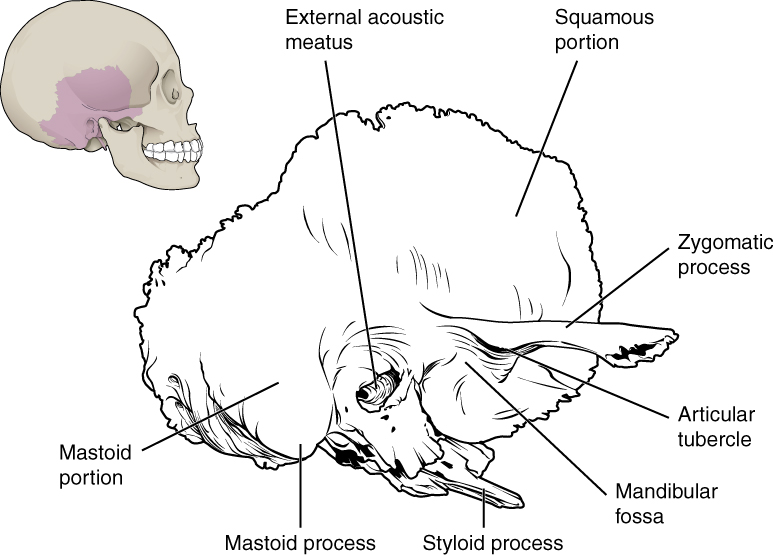 External acoustic
meatus
Squamous
portion
Zygomatic
process
Articular
tubercle
Mandibular
fossa
Mastoid
portion
Mastoid process
Styloid process